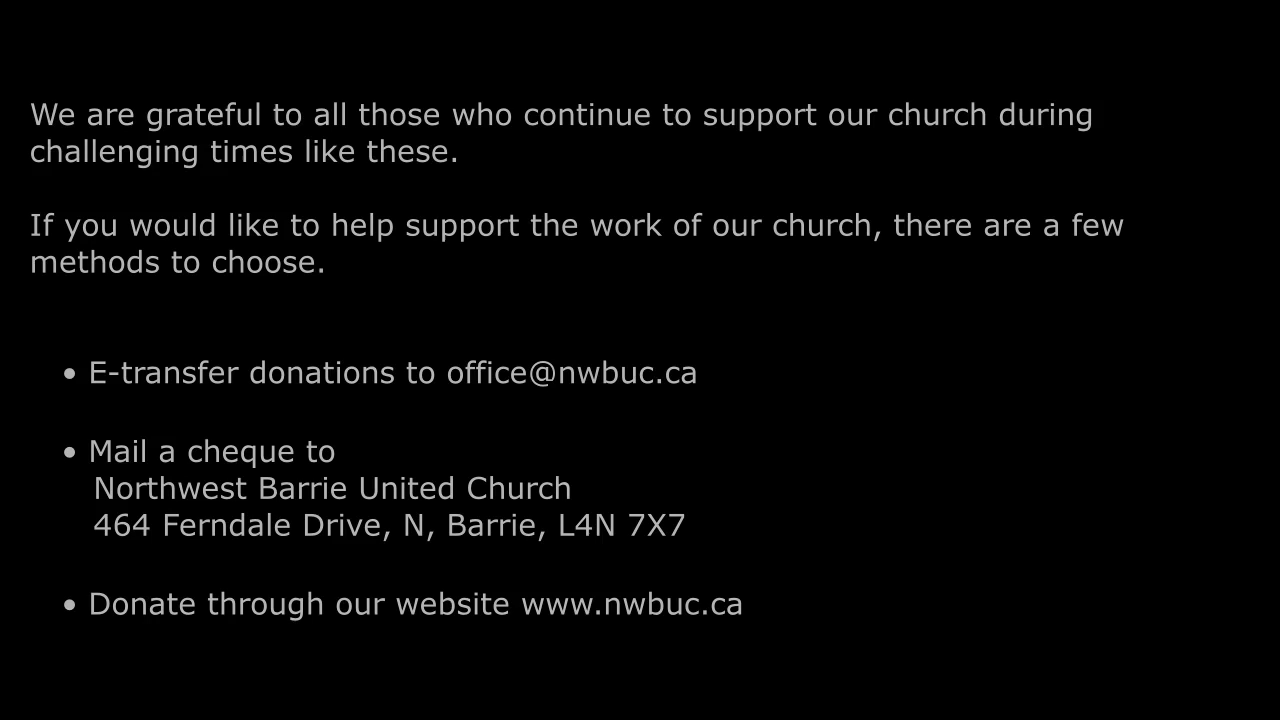 We are grateful to all those who continue to support our church during
challenging times like these.
If you would like to help support the work of our church, there are a few
methods to choose.
• E-transfer donations to office@nwbuc.ca
• Mail a cheque to
Northwest Barrie United Church
464 Ferndale Drive, N, Barrie, L4N 7X7
• Donate through our website www.nwbuc.ca